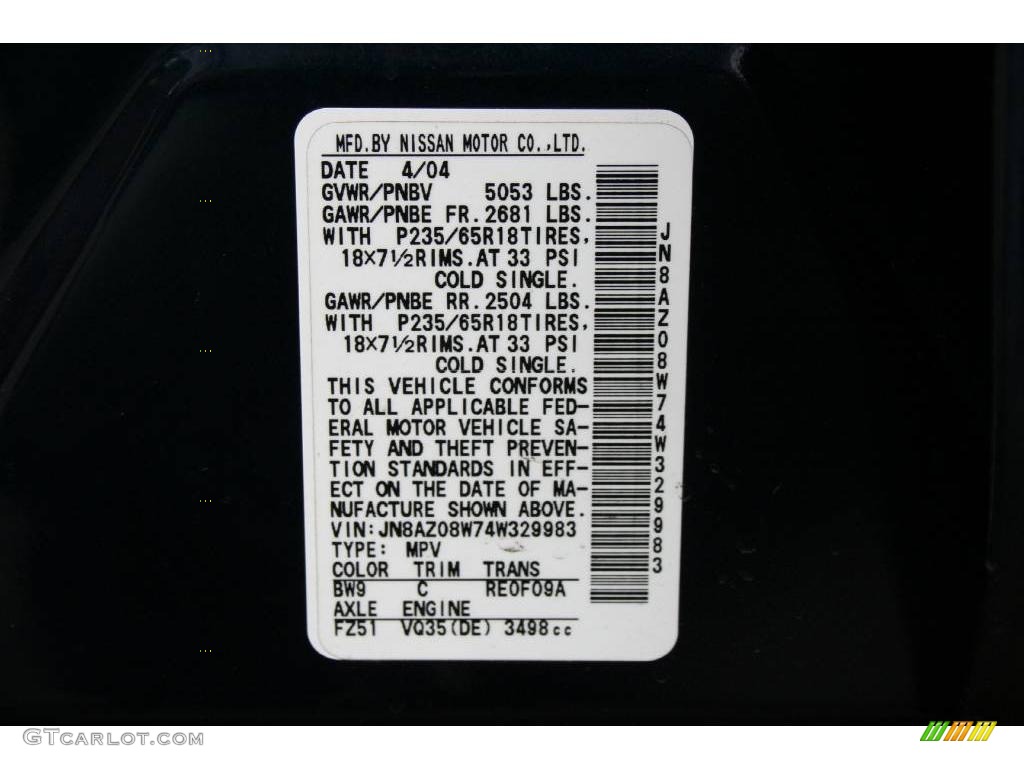 MFD.BY NISSAN MOTOR CO.,LTD.
DATE 4/04
GVWR/PNBV 5053 LBS.
GAWR/PNBE FR. 2681 LBS.
WITH P235/65R18TIRES,
18×7½RIMS.AT 33 PSI
COLD SINGLE.
GAWR/PNBE RR. 2504 LBS.
WITH P235/65R18TIRES,
18×7½RIMS.AT 33 PSI
COLD SINGLE.
THIS VEHICLE CONFORMS
TO ALL APPLICABLE FED-
ERAL MOTOR VEHICLE SA-
FETY AND THEFT PREVEN-
TION STANDARDS IN EFF-
ECT ON THE DATE OF MA-
NUFACTURE SHOWN ABOVE.
VIN:JN8AZ08W74W329983
TYPE: MPV
COLOR TRIM TRANS
BW9 C RE0F09A
AXLE ENGINE
FZ51 VQ35(DE) 3498cc
JN8AZ08W74W329983
GTCARLOT.COM